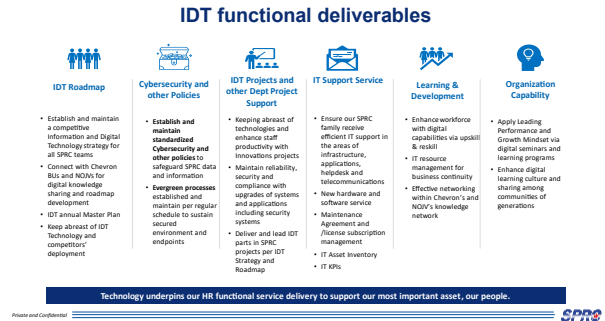 IDT functional deliverables
IDT Roadmap
• Establish and maintain
a competitive
Information and Digital
Technology strategy for
all SPRC teams
• Connect with Chevron
BUs and NOJVs for
digital knowledge
sharing and roadmap
development
• IDT annual Master Plan
• Keep abreast of IDT
Technology and
competitors'
deployment
Cybersecurity and
other Policies
• Establish and
maintain
standardized
Cybersecurity and
other policies to
safeguard SPRC data
and information
• Evergreen processes
established and
maintain per regular
schedule to sustain
secured
environment and
endpoints
IDT Projects and
other Dept Project
Support
• Keeping abreast of
technologies and
enhance staff
productivity with
Innovations projects
• Maintain reliability,
security and
compliance with
upgrades of systems
and applications
including security
systems
• Deliver and lead IDT
parts in SPRC
projects per IDT
Strategy and
Roadmap
IT Support Service
• Ensure our SPRC
family receive
efficient IT support in
the areas of
infrastructure,
applications,
helpdesk and
telecommunications
• New hardware and
software service
• Maintenance
Agreement and
/license subscription
management
• IT Asset Inventory
• IT KPIs
Learning &
Development
• Enhance workforce
with digital
capabilities via upskill
& reskill
• IT resource
management for
business continuity
• Effective networking
within Chevron's and
NOJV's knowledge
network
Organization
Capability
• Apply Leading
Performance and
Growth Mindset via
digital seminars and
learning programs
• Enhance digital
learning culture and
sharing among
communities of
generations
Technology underpins our HR functional service delivery to support our most important asset, our people.
Private and Confidential
SPRC